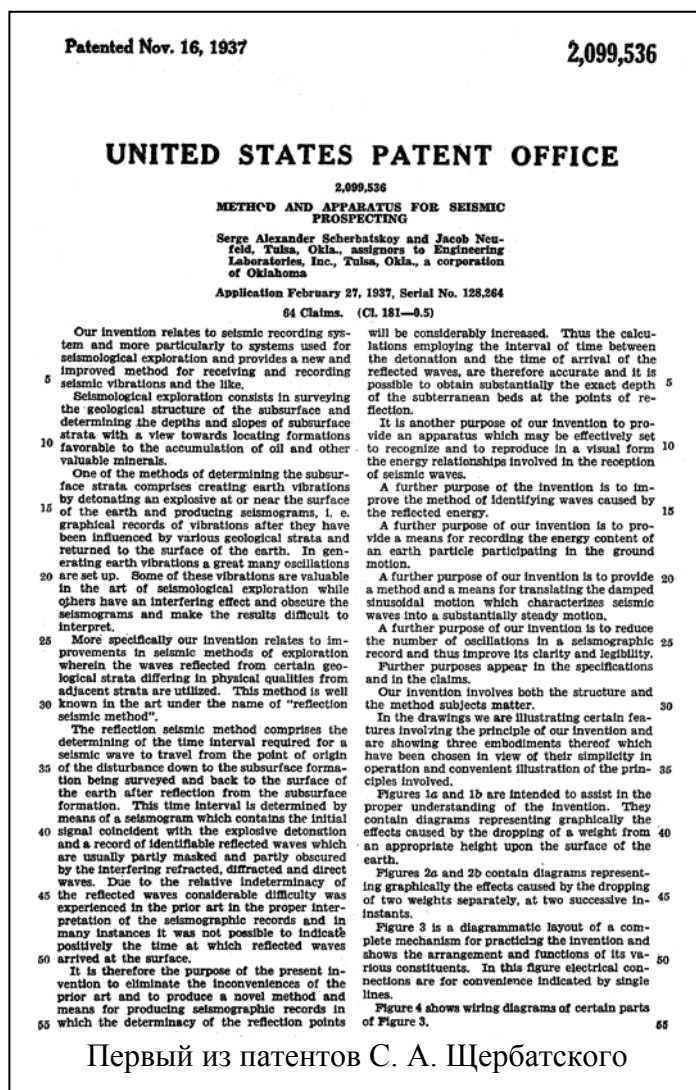 Patented Nov. 16, 1937
2,099,536
UNITED STATES PATENT OFFICE
2,099,536
METHOD AND APPARATUS FOR SEISMIC
PROSPECTING
Serge Alexander Scherbatskoy and Jacob Neu-
feld, Tulsa, Okla., assignors to Engineering
Laboratories, Inc., Tulsa, Okla., a corporation
of Oklahoma
Application February 27, 1937, Serial No. 128,264
64 Claims. (Cl. 181—0.5)
Our invention relates to seismic recording sys-
tem and more particularly to systems used for
seismological exploration and provides a new and
improved method for receiving and recording
5 seismic vibrations and the like.
Seismological exploration consists in surveying
the geological structure of the subsurface and
determining the depths and slopes of subsurface
strata with a view towards locating formations
10 favorable to the accumulation of oil and other
valuable minerals.
One of the methods of determining the subsur-
face strata comprises creating earth vibrations
by detonating an explosive at or near the surface
15 of the earth and producing seismograms, i. e.
graphical records of vibrations after they have
been influenced by various geological strata and
returned to the surface of the earth. In gen-
erating earth vibrations a great many oscillations
20 are set up. Some of these vibrations are valuable
in the art of seismological exploration while
others have an interfering effect and obscure the
seismograms and make the results difficult to
interpret.
25 More specifically our invention relates to im-
provements in seismic methods of exploration
wherein the waves reflected from certain geo-
logical strata differing in physical qualities from
adjacent strata are utilized. This method is well
30 known in the art under the name of "reflection
seismic method".
The reflection seismic method comprises the
determining of the time interval required for a
seismic wave to travel from the point of origin
35 of the disturbance down to the subsurface forma-
tion being surveyed and back to the surface of
the earth after reflection from the subsurface
formation. This time interval is determined by
means of a seismogram which contains the initial
40 signal coincident with the explosive detonation
and a record of identifiable reflected waves which
are usually partly masked and partly obscured
by the interfering refracted, diffracted and direct
waves. Due to the relative indeterminacy of
45 the reflected waves considerable difficulty was
experienced in the prior art in the proper inter-
pretation of the seismographic records and in
many instances it was not possible to indicate
positively the time at which reflected waves
50 arrived at the surface.
It is therefore the purpose of the present in-
vention to eliminate the inconveniences of the
prior art and to produce a novel method and
means for producing seismographic records in
55 which the determinacy of the reflection points
will be considerably increased. Thus the calcu-
lations employing the interval of time between
the detonation and the time of arrival of the
reflected waves, are therefore accurate and it is
possible to obtain substantially the exact depth 5
of the subterranean beds at the points of re-
flection.
It is another purpose of our invention to pro-
vide an apparatus which may be effectively set
to recognize and to reproduce in a visual form 10
the energy relationships involved in the reception
of seismic waves.
A further purpose of the invention is to im-
prove the method of identifying waves caused by
the reflected energy. 15
A further purpose of our invention is to pro-
vide a means for recording the energy content of
an earth particle participating in the ground
motion.
A further purpose of our invention is to provide 20
a method and a means for translating the damped
sinusoidal motion which characterizes seismic
waves into a substantially steady motion.
A further purpose of our invention is to reduce
the number of oscillations in a seismographic 25
record and thus improve its clarity and legibility.
Further purposes appear in the specifications
and in the claims.
Our invention involves both the structure and
the method subjects matter. 30
In the drawings we are illustrating certain fea-
tures involving the principle of our invention and
are showing three embodiments thereof which
have been chosen in view of their simplicity in
operation and convenient illustration of the prin- 35
ciples involved.
Figures 1a and 1b are intended to assist in the
proper understanding of the invention. They
contain diagrams representing graphically the
effects caused by the dropping of a weight from 40
an appropriate height upon the surface of the
earth.
Figures 2a and 2b contain diagrams represent-
ing graphically the effects caused by the dropping
of two weights separately, at two successive in- 45
stants.
Figure 3 is a diagrammatic layout of a com-
plete mechanism for practicing the invention and
shows the arrangement and functions of its va-
rious constituents. In this figure electrical con- 50
nections are for convenience indicated by single
lines.
Figure 4 shows wiring diagrams of certain parts
of Figure 3. 55
Первый из патентов С. А. Щербатского